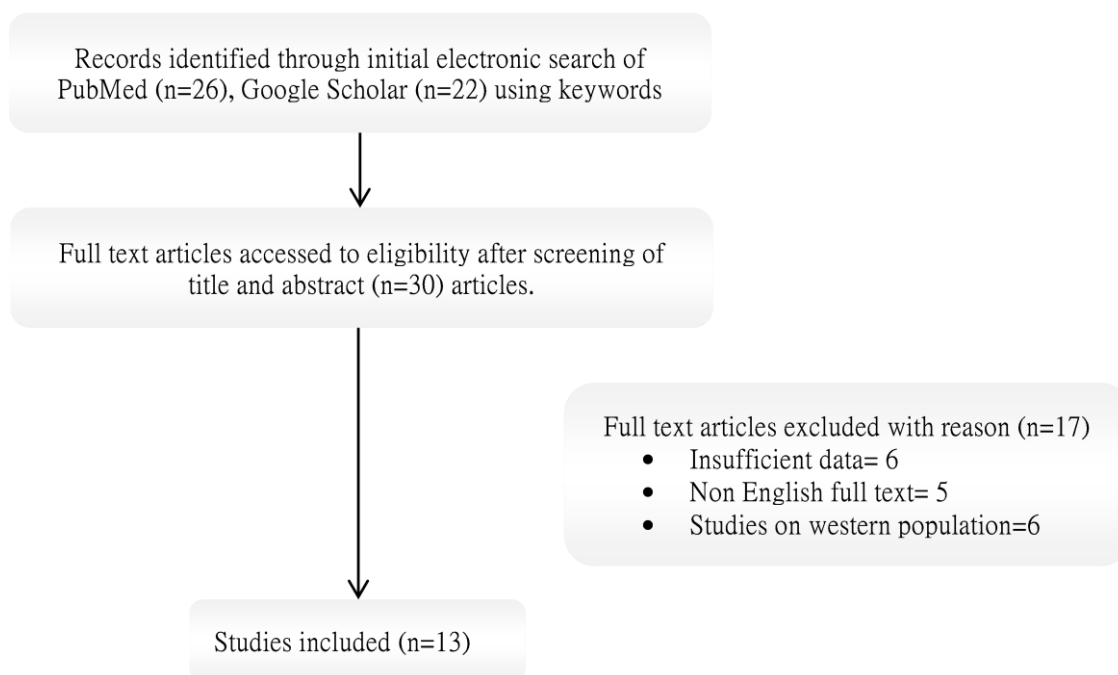 Records identified through initial electronic search of
PubMed (n=26), Google Scholar (n=22) using keywords
Full text articles accessed to eligibility after screening of
title and abstract (n=30) articles.
Full text articles excluded with reason (n=17)
• Insufficient data= 6
• Non English full text= 5
• Studies on western population=6
Studies included (n=13)